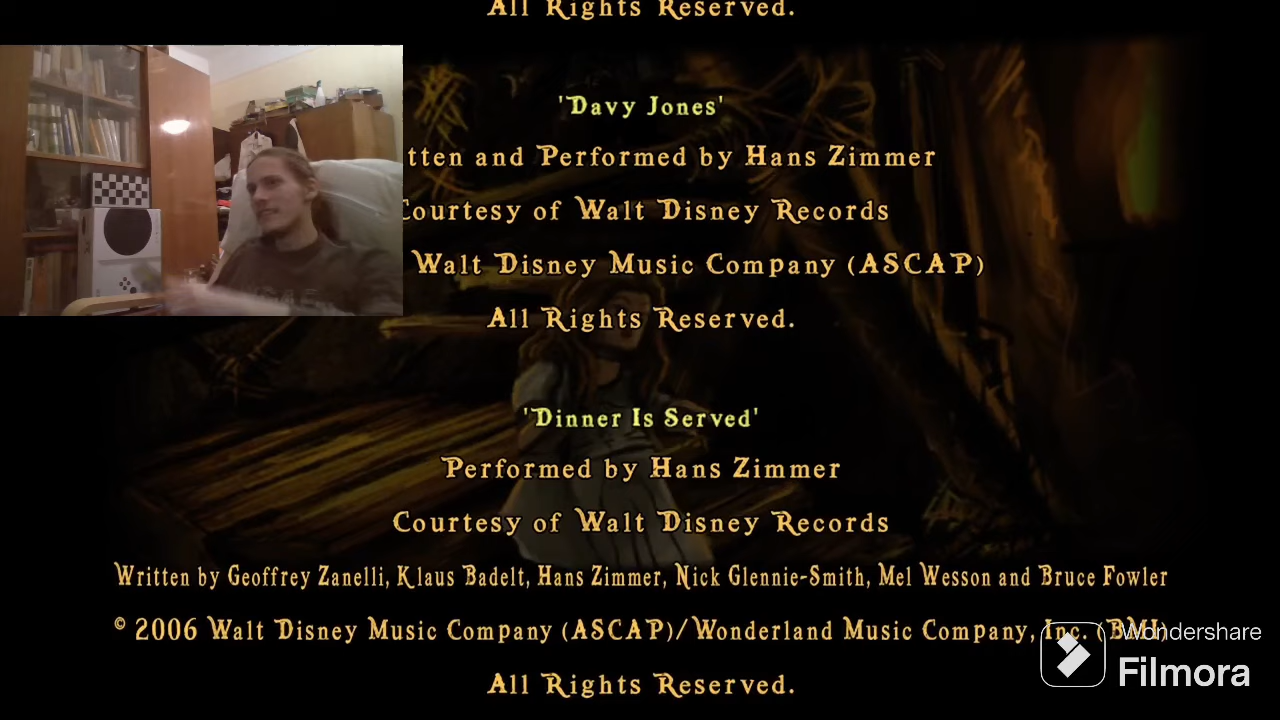 All Rights Reserved.
'Davy Jones'
tten and Performed by Hans Zimmer
Courtesy of Walt Disney Records
Walt Disney Music Company (ASCAP)
All Rights Reserved.
'Dinner Is Served'
Performed by Hans Zimmer
Courtesy of Walt Disney Records
Written by Geoffrey Zanelli, Klaus Badelt, Hans Zimmer, Nick Glennie-Smith, Mel Wesson and Bruce Fowler
© 2006 Walt Disney Music Company (ASCAP)/Wonderland Music Company, Inc. (BMI)
Wondershare
Filmora
All Rights Reserved.